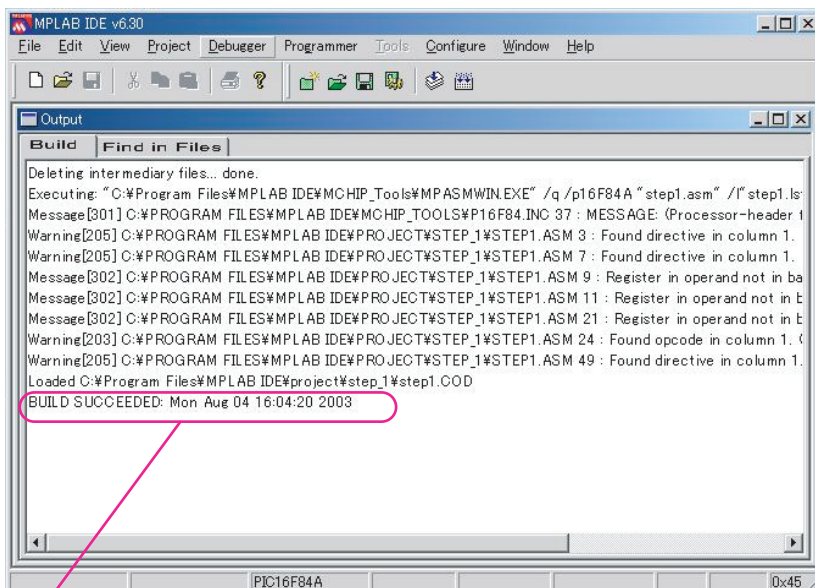 MPLAB IDE v6.30
File Edit View Project Debugger Programmer Tools Configure Window Help
Output
Build Find in Files
Deleting intermediary files... done.
Executing: "C:¥Program Files¥MPLAB IDE¥MCHIP_Tools¥MPASMWIN.EXE" /q /p16F84A "step1.asm" /l"step1.ls
Message[301] C:¥PROGRAM FILES¥MPLAB IDE¥MCHIP_TOOLS¥P16F84.INC 37 : MESSAGE: (Processor-header f
Warning[205] C:¥PROGRAM FILES¥MPLAB IDE¥PROJECT¥STEP_1¥STEP1.ASM 3 : Found directive in column 1.
Warning[205] C:¥PROGRAM FILES¥MPLAB IDE¥PROJECT¥STEP_1¥STEP1.ASM 7 : Found directive in column 1.
Message[302] C:¥PROGRAM FILES¥MPLAB IDE¥PROJECT¥STEP_1¥STEP1.ASM 9 : Register in operand not in ba
Message[302] C:¥PROGRAM FILES¥MPLAB IDE¥PROJECT¥STEP_1¥STEP1.ASM 11 : Register in operand not in b
Message[302] C:¥PROGRAM FILES¥MPLAB IDE¥PROJECT¥STEP_1¥STEP1.ASM 21 : Register in operand not in b
Warning[203] C:¥PROGRAM FILES¥MPLAB IDE¥PROJECT¥STEP_1¥STEP1.ASM 24 : Found opcode in column 1. (
Warning[205] C:¥PROGRAM FILES¥MPLAB IDE¥PROJECT¥STEP_1¥STEP1.ASM 49 : Found directive in column 1.
Loaded C:¥Program Files¥MPLAB IDE¥project¥step_1¥step1.COD
BUILD SUCCEEDED: Mon Aug 04 16:04:20 2003
PIC16F84A 0x45